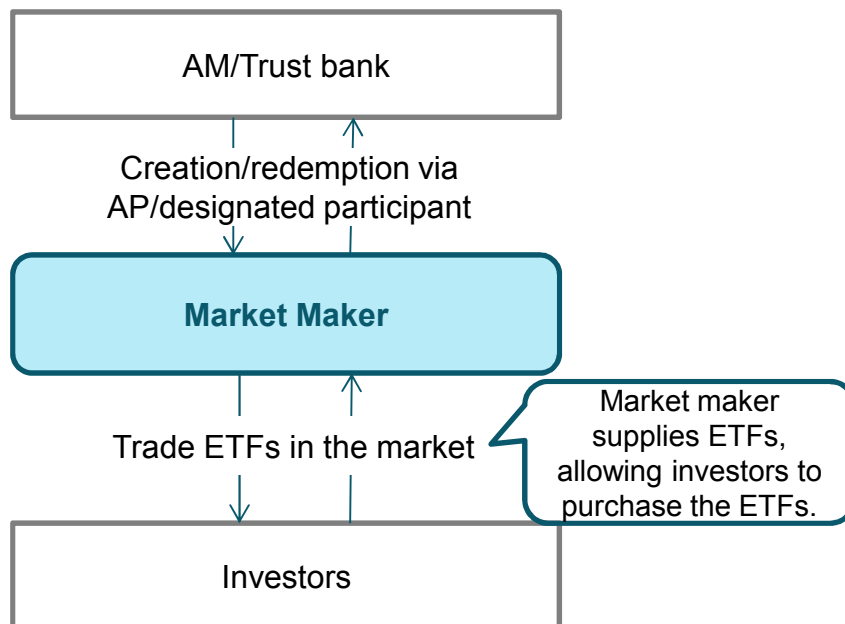 AM/Trust bank
Creation/redemption via
AP/designated participant
Market Maker
Trade ETFs in the market
Market maker
supplies ETFs,
allowing investors to
purchase the ETFs.
Investors